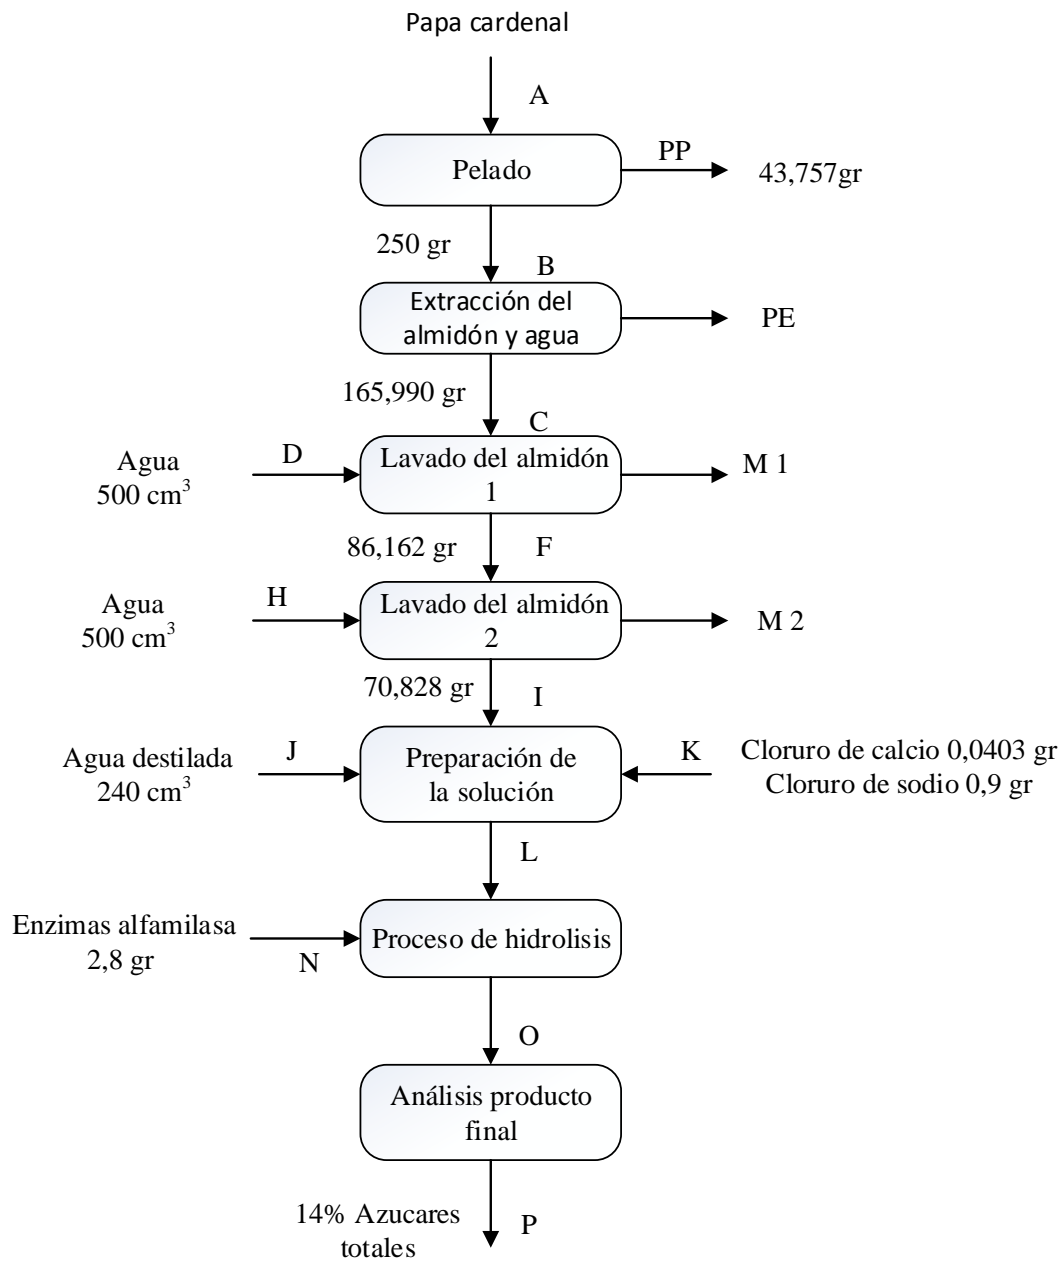 Papa cardenal
A
Pelado
PP
43,757gr
250 gr
B
Extracción del
almidón y agua
PE
165,990 gr
C
Agua
500 cm³
D
Lavado del almidón
1
M 1
86,162 gr
F
Agua
500 cm³
H
Lavado del almidón
2
M 2
70,828 gr
I
Agua destilada
240 cm³
J
Preparación de
la solución
K
Cloruro de calcio 0,0403 gr
Cloruro de sodio 0,9 gr
L
Enzimas alfamilasa
2,8 gr
N
Proceso de hidrolisis
O
Análisis producto
final
14% Azucares
totales
P